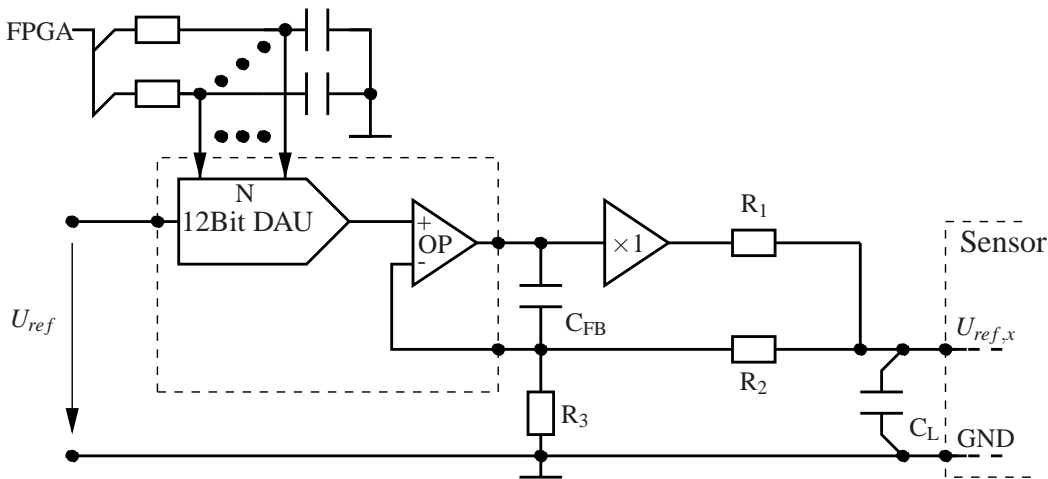 FPGA
N
12Bit DAU
+
OP
-
×1
R1
Sensor
Uref
CFB
Uref,x
R2
R3
CL
GND